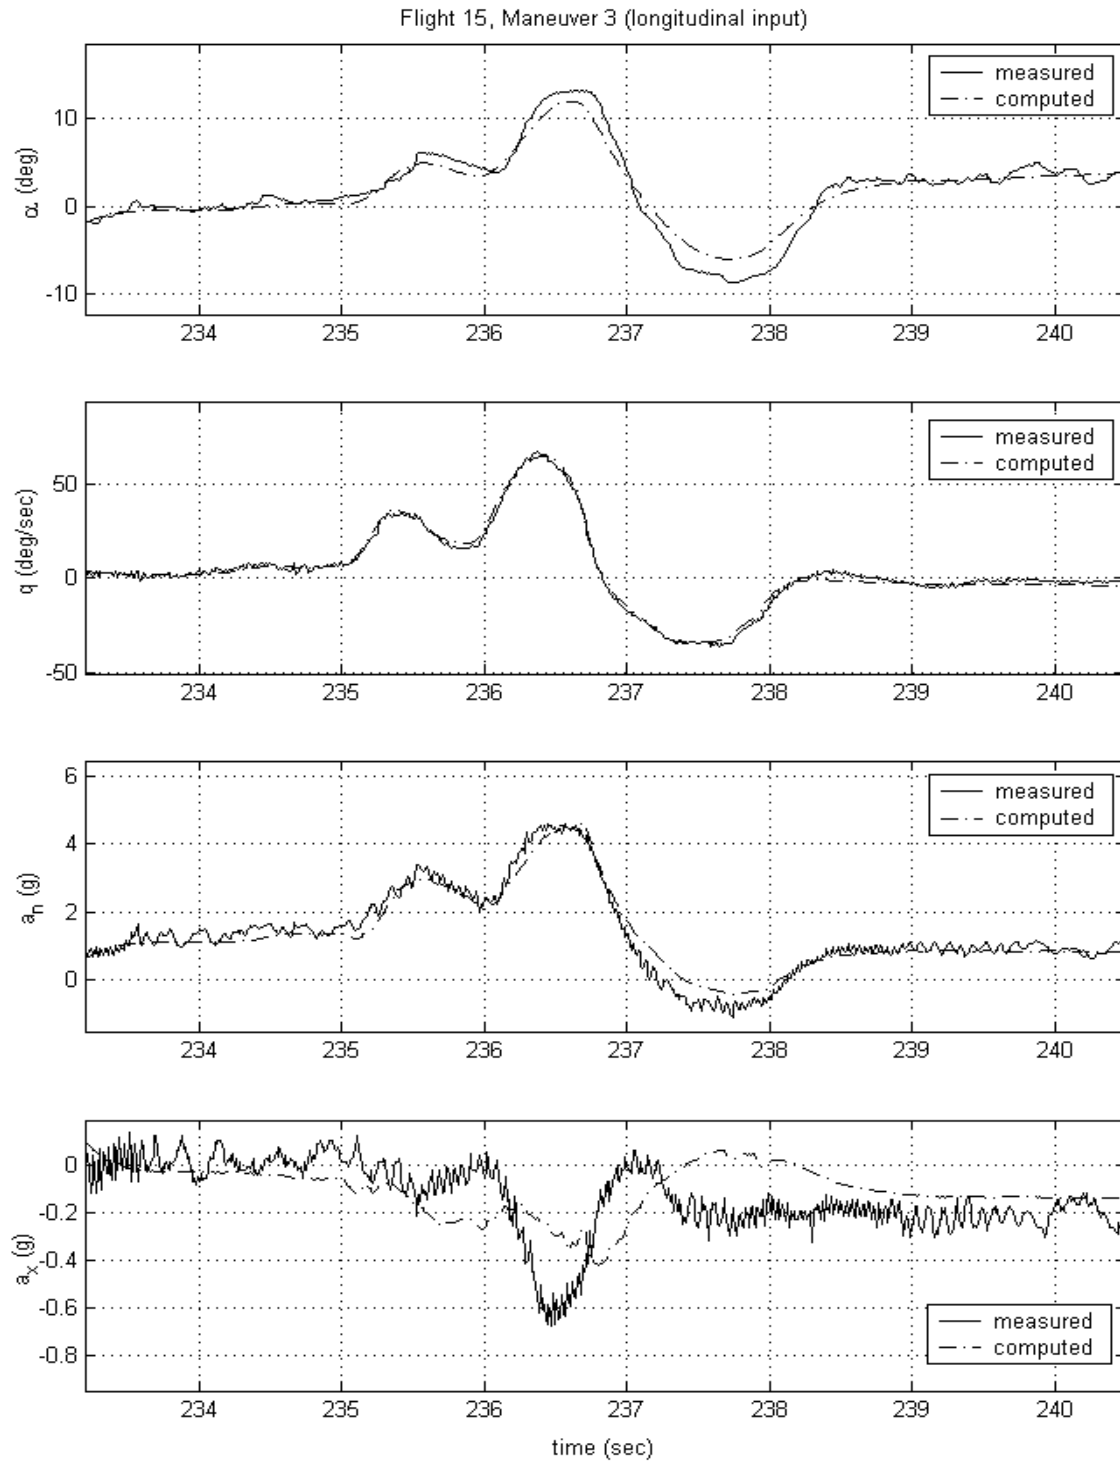 Flight 15, Maneuver 3 (longitudinal input)
measured
computed
10
0
-10
α (deg)
234 235 236 237 238 239 240
measured
computed
50
0
-50
q (deg/sec)
234 235 236 237 238 239 240
measured
computed
6
4
2
0
a_n (g)
234 235 236 237 238 239 240
0
-0.2
-0.4
-0.6
-0.8
a_x (g)
measured
computed
234 235 236 237 238 239 240
time (sec)